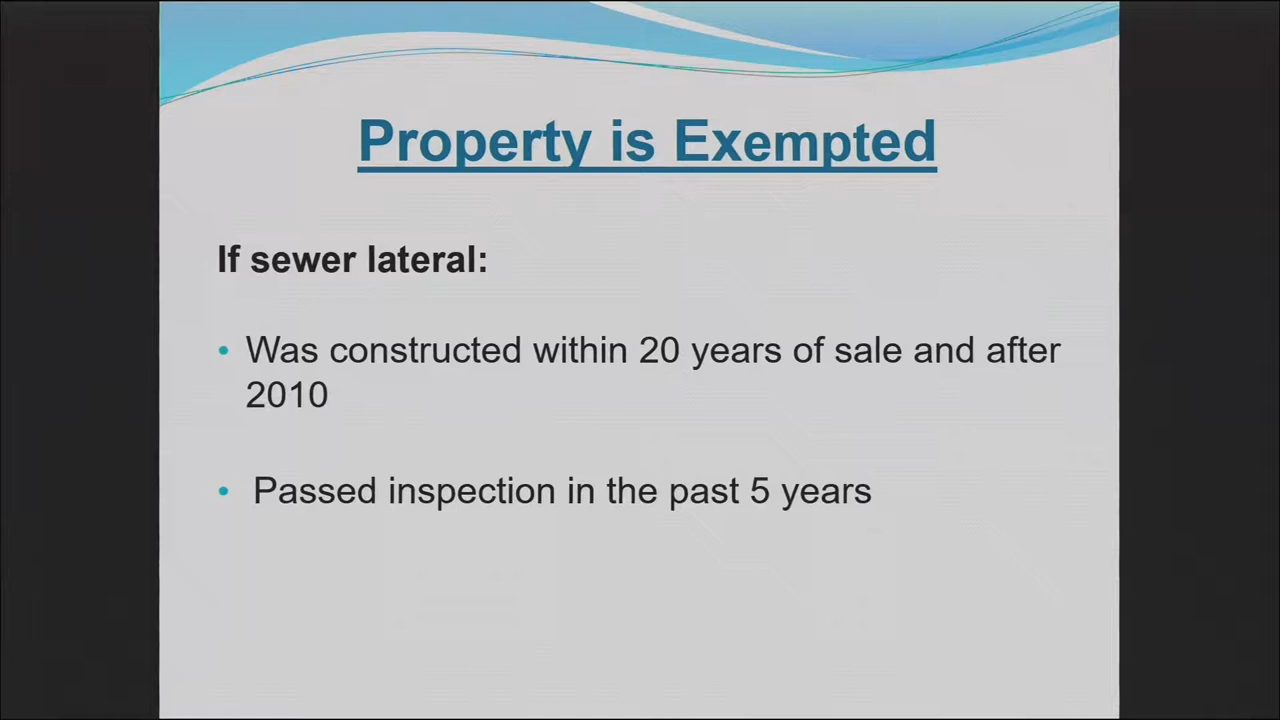 Property is Exempted
If sewer lateral:
• Was constructed within 20 years of sale and after
2010
• Passed inspection in the past 5 years